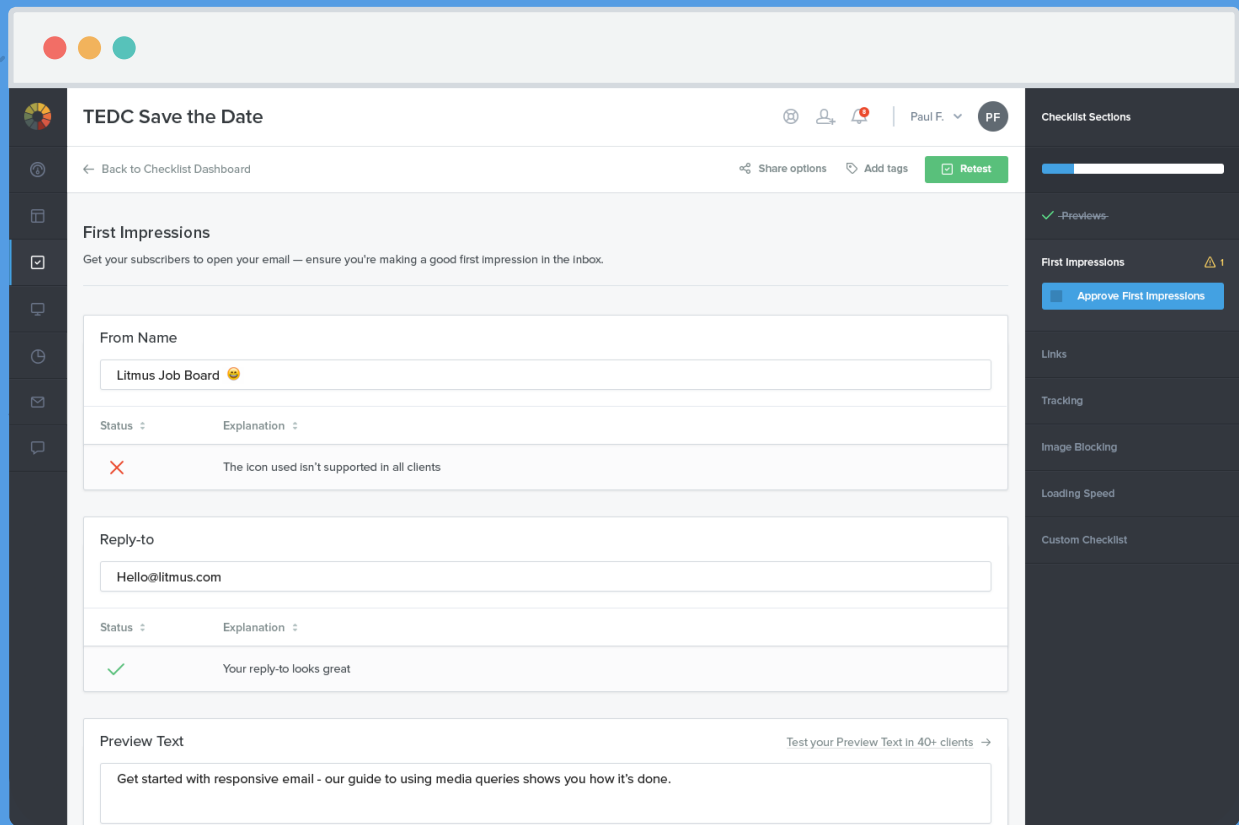 TEDC Save the Date
8
Paul F.
PF
Checklist Sections
Back to Checklist Dashboard
Share options
Add tags
Retest
Previews
First Impressions
Get your subscribers to open your email — ensure you're making a good first impression in the inbox.
First Impressions
1
Approve First Impressions
From Name
Litmus Job Board 😀
Status
Explanation
The icon used isn't supported in all clients
Links
Tracking
Image Blocking
Loading Speed
Custom Checklist
Reply-to
Hello@litmus.com
Status
Explanation
Your reply-to looks great
Preview Text
Test your Preview Text in 40+ clients
Get started with responsive email - our guide to using media queries shows you how it's done.